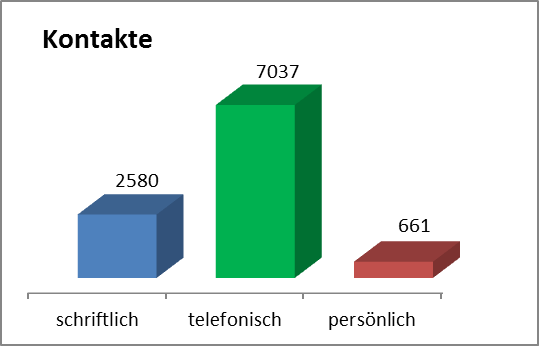 Kontakte
7037
2580
661
schriftlich telefonisch persönlich